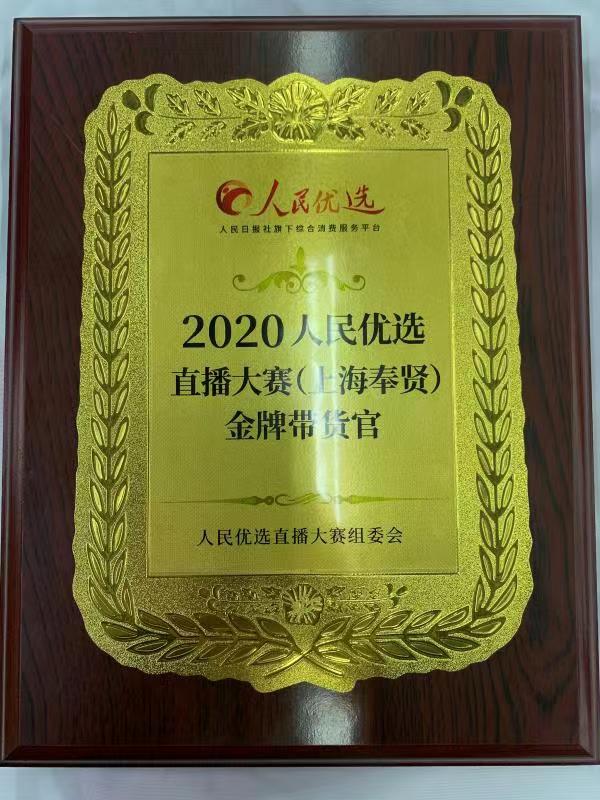 人民优选
人民日报社旗下综合消费服务平台
2020人民优选
直播大赛(上海奉贤)
金牌带货官
人民优选直播大赛组委会